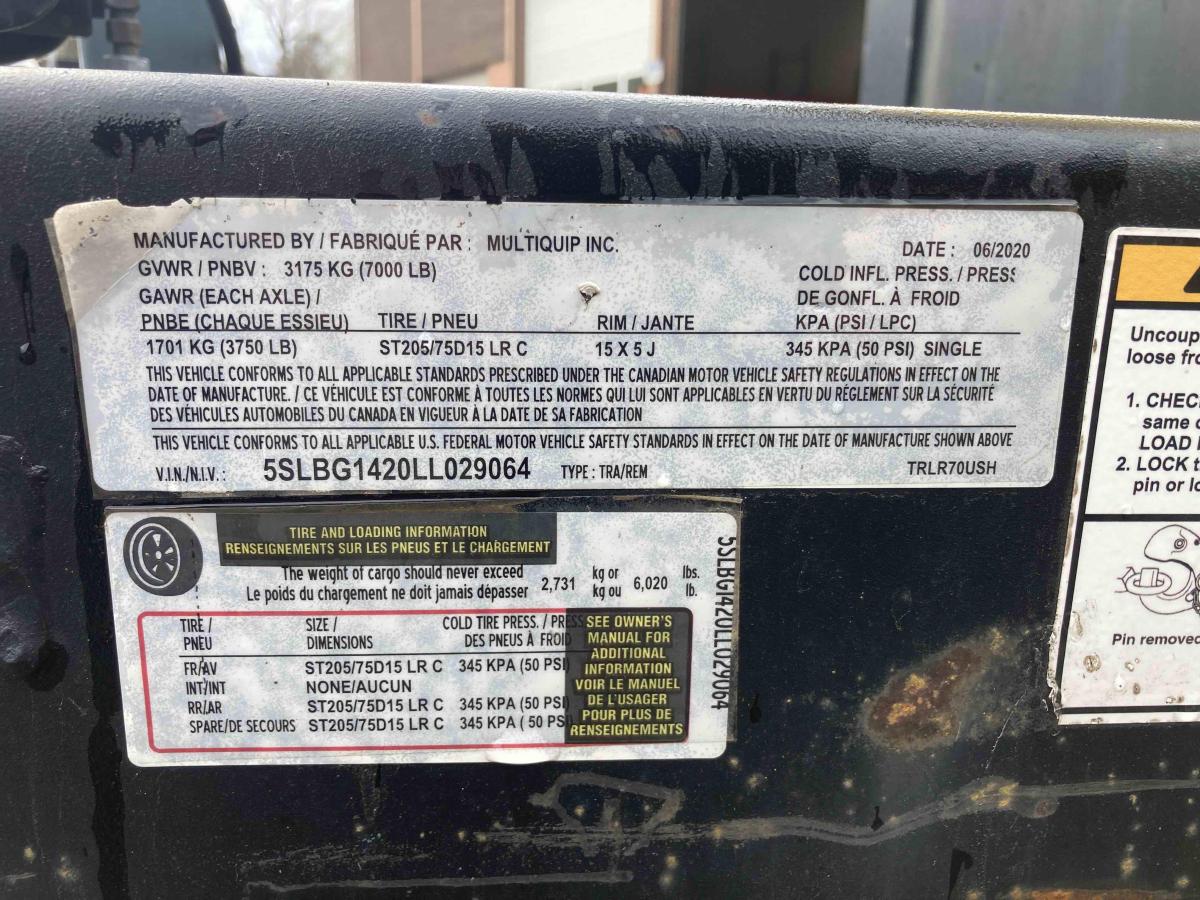 MANUFACTURED BY / FABRIQUÉ PAR : MULTIQUIP INC. DATE : 06/2020
GVWR / PNBV : 3175 KG (7000 LB) COLD INFL. PRESS. / PRESS
GAWR (EACH AXLE) / DE GONFL. À FROID
PNBE (CHAQUE ESSIEU) TIRE / PNEU RIM / JANTE KPA (PSI / LPC)
1701 KG (3750 LB) ST205/75D15 LR C 15 X 5 J 345 KPA (50 PSI) SINGLE
THIS VEHICLE CONFORMS TO ALL APPLICABLE STANDARDS PRESCRIBED UNDER THE CANADIAN MOTOR VEHICLE SAFETY REGULATIONS IN EFFECT ON THE
DATE OF MANUFACTURE. / CE VÉHICULE EST CONFORME À TOUTES LES NORMES QUI LUI SONT APPLICABLES EN VERTU DU RÈGLEMENT SUR LA SÉCURITÉ
DES VÉHICULES AUTOMOBILES DU CANADA EN VIGUEUR À LA DATE DE SA FABRICATION
THIS VEHICLE CONFORMS TO ALL APPLICABLE U.S. FEDERAL MOTOR VEHICLE SAFETY STANDARDS IN EFFECT ON THE DATE OF MANUFACTURE SHOWN ABOVE
V.I.N./N.I.V.: 5SLBG1420LL029064 TYPE : TRA/REM TRLR70USH
TIRE AND LOADING INFORMATION
RENSEIGNEMENTS SUR LES PNEUS ET LE CHARGEMENT
The weight of cargo should never exceed kg or lbs.
Le poids du chargement ne doit jamais dépasser 2,731 kg ou 6,020 lb.
TIRE / SIZE / COLD TIRE PRESS. / PRESS
PNEU DIMENSIONS DES PNEUS À FROID
FR/AV ST205/75D15 LR C 345 KPA (50 PSI)
INT/INT NONE/AUCUN
RR/AR ST205/75D15 LR C 345 KPA (50 PSI)
SPARE/DE SECOURS ST205/75D15 LR C 345 KPA ( 50 PSI
SEE OWNER'S
MANUAL FOR
ADDITIONAL
INFORMATION
VOIR LE MANUEL
DE L'USAGER
POUR PLUS DE
RENSEIGNEMENTS
5SLBG1420LL029064
Uncoup
loose fro
1. CHEC
same c
LOAD
2. LOCK t
pin or lo
Pin removed